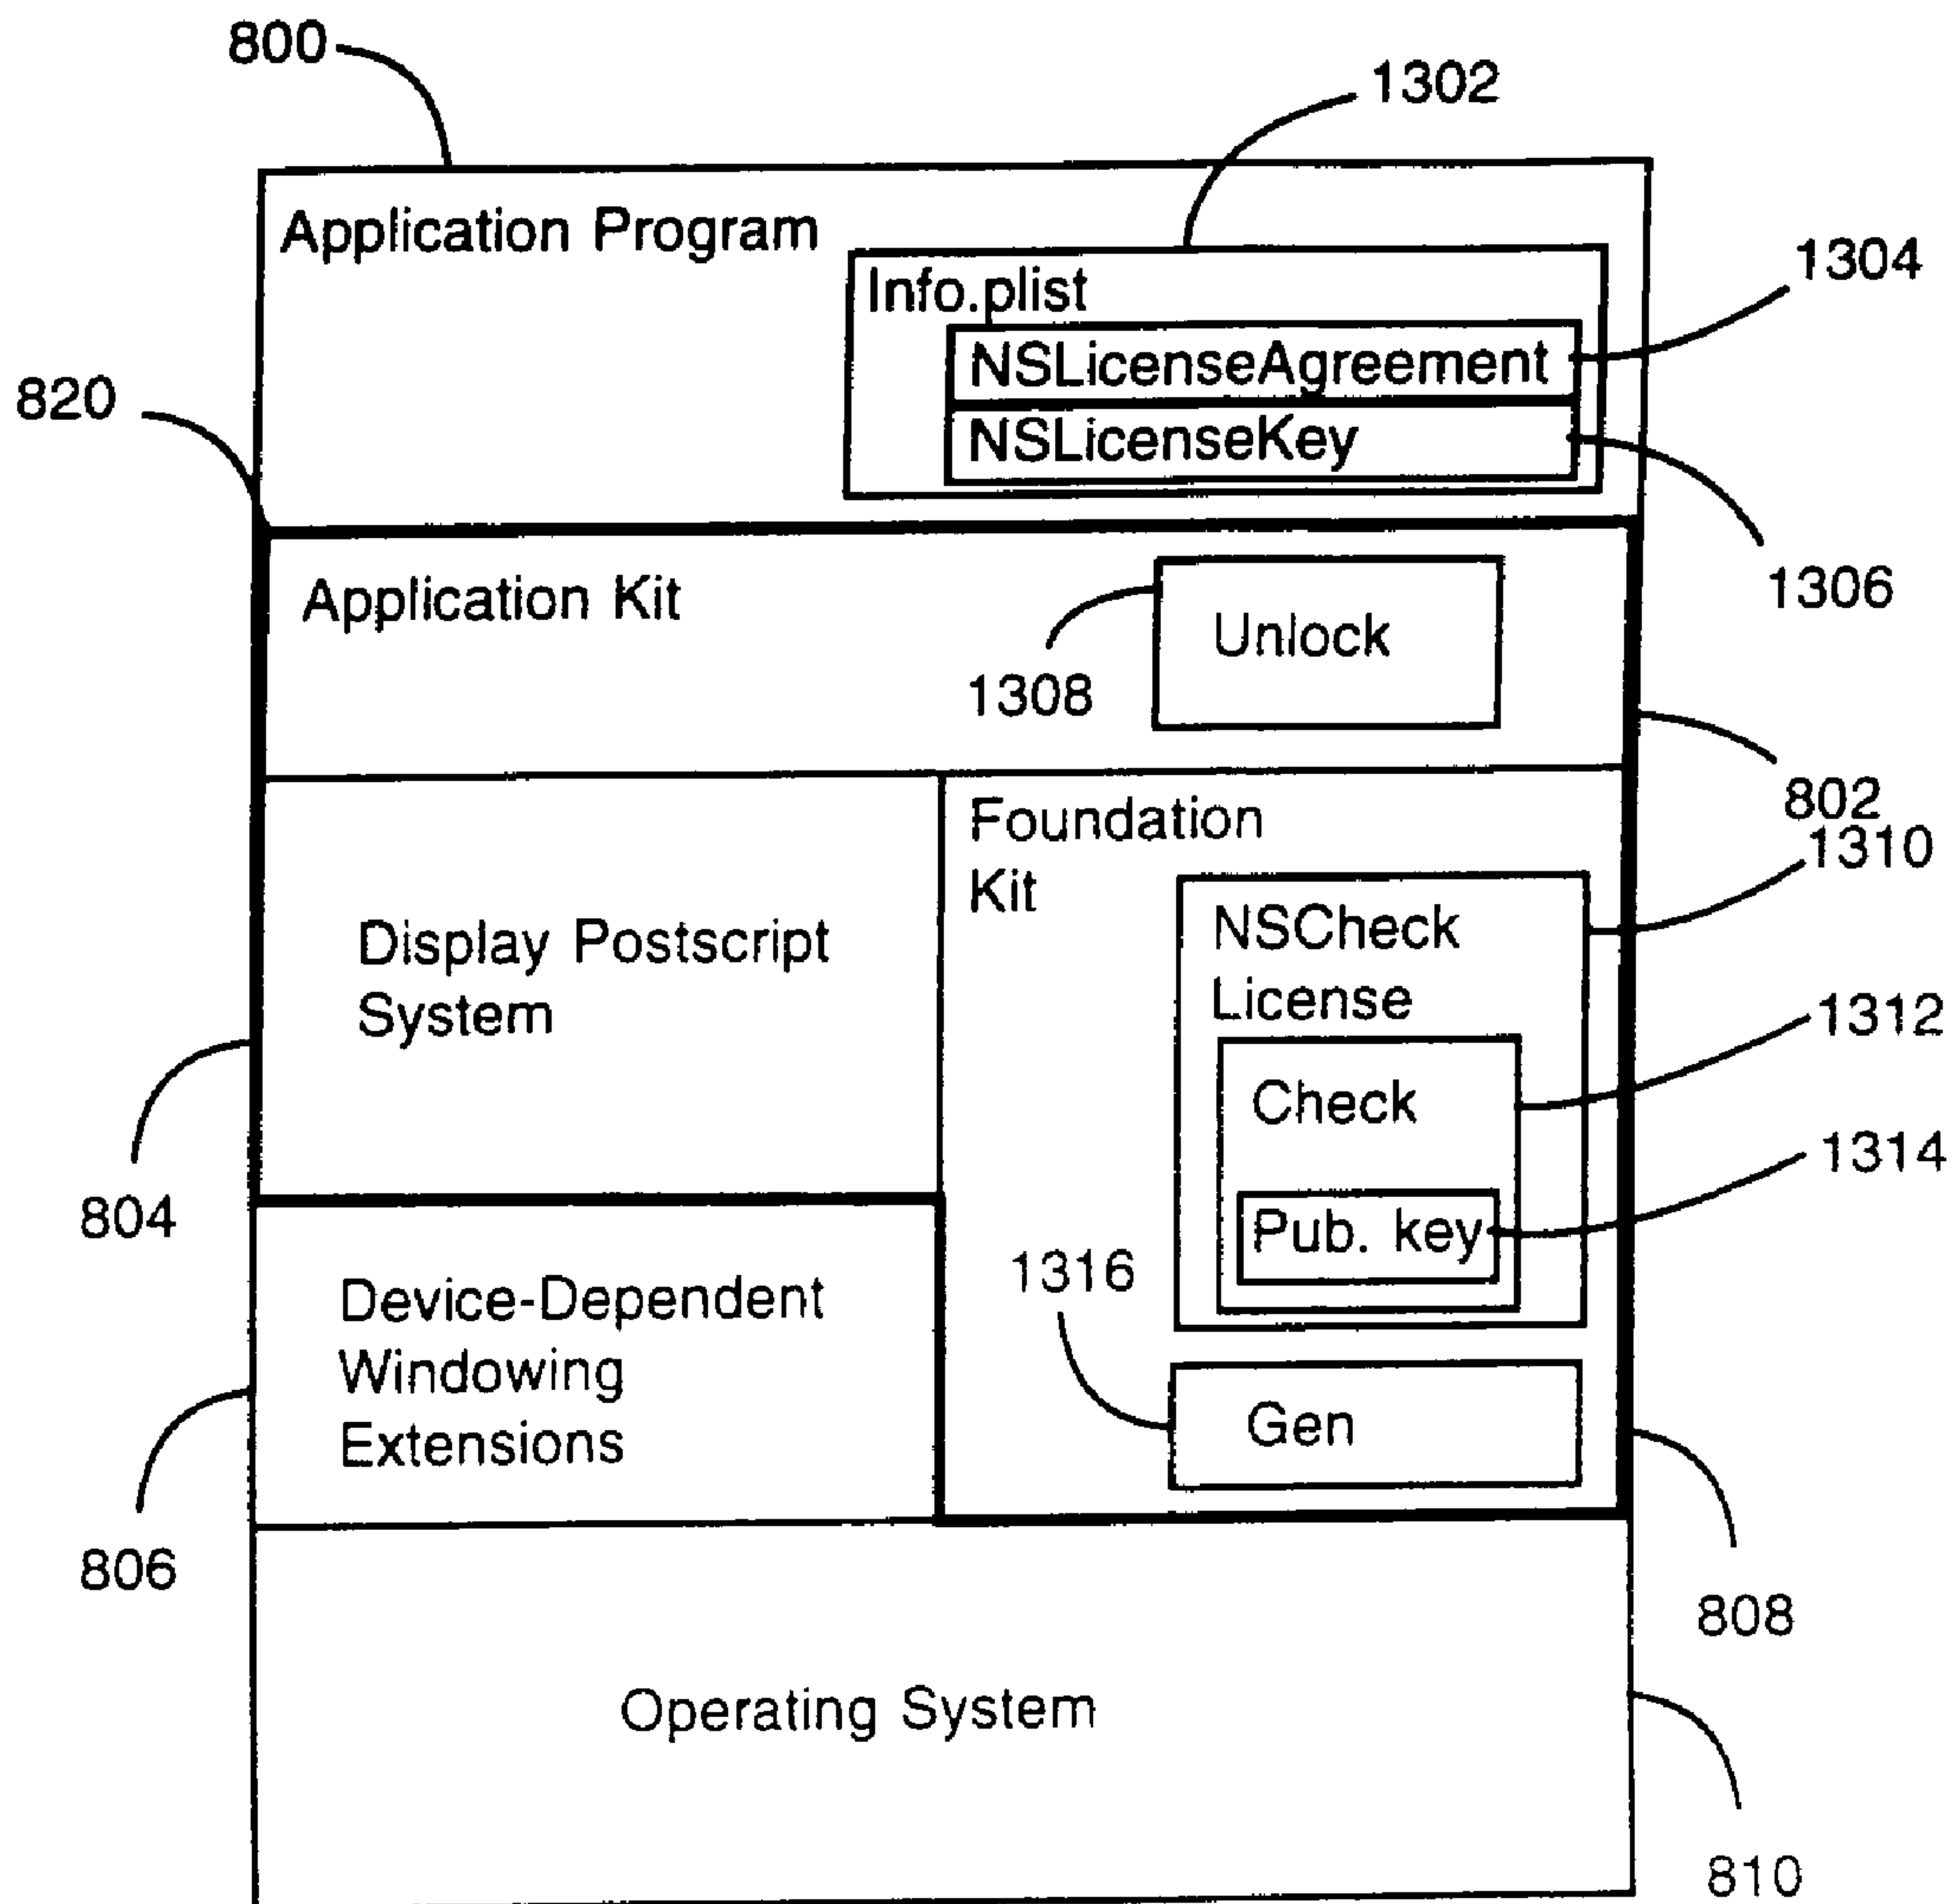 800
1302
Application Program
Info.plist
1304
NSLicenseAgreement
820
NSLicenseKey
1306
Application Kit
Unlock
1308
802
Foundation
Kit
1310
NSCheck
License
Display Postscript
System
1312
Check
1314
804
Pub. key
1316
Device-Dependent
Windowing
Extensions
Gen
806
808
Operating System
810